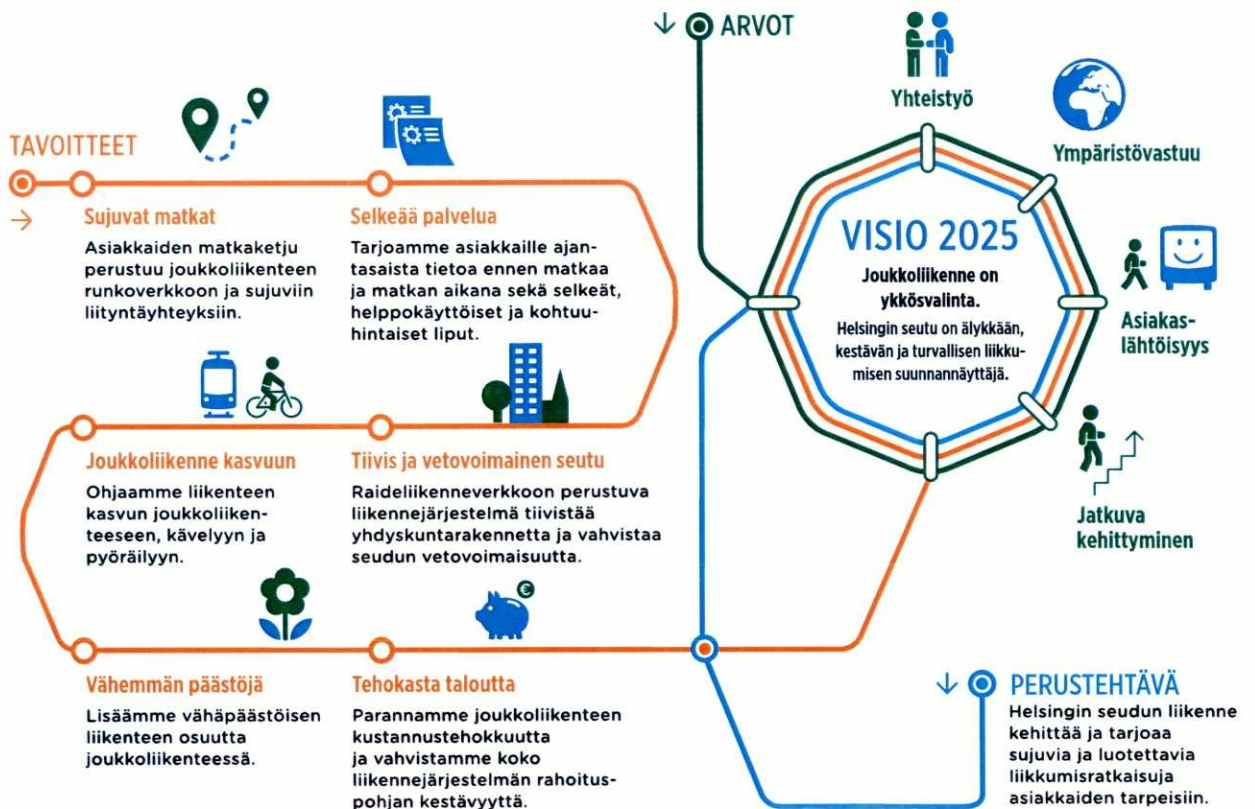 TAVOITTEET
Sujuvat matkat
Asiakkaiden matkaketju
perustuu joukkoliikenteen
runkoverkkoon ja sujuviin
liityntäyhteyksiin.
Selkeää palvelua
Tarjoamme asiakkaille ajan-
tasaista tietoa ennen matkaa
ja matkan aikana sekä selkeät,
helppokäyttöiset ja kohtuu-
hintaiset liput.
Joukkoliikenne kasvuun
Ohjaamme liikenteen
kasvun joukkoliiken-
teeseen, kävelyyn ja
pyöräilyyn.
Tiivis ja vetovoimainen seutu
Raideliikenneverkkoon perustuva
liikennejärjestelmä tiivistää
yhdyskuntarakennetta ja vahvistaa
seudun vetovoimaisuutta.
€
Vähemmän päästöjä
Lisäämme vähäpäästöisen
liikenteen osuutta
joukkoliikenteessä.
Tehokasta taloutta
Parannamme joukkoliikenteen
kustannustehokkuutta
ja vahvistamme koko
liikennejärjestelmän rahoitus-
pohjan kestävyyttä.
ARVOT
Yhteistyö
Ympäristövastuu
Asiakas-
lähtöisyys
Jatkuva
kehittyminen
VISIO 2025
Joukkoliikenne on
ykkösvalinta.
Helsingin seutu on älykkään,
kestävän ja turvallisen liikku-
misen suunnannäyttäjä.
PERUSTEHTÄVÄ
Helsingin seudun liikenne
kehittää ja tarjoaa
sujuvia ja luotettavia
liikkumisratkaisuja
asiakkaiden tarpeisiin.